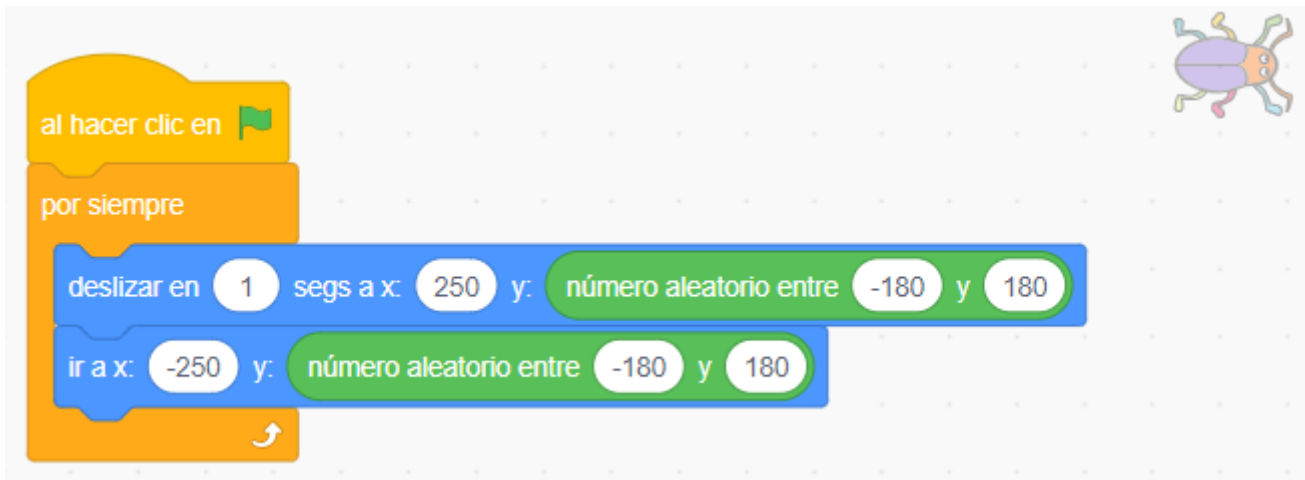 al hacer clic en
por siempre
deslizar en 1 segs a x: 250 y: número aleatorio entre -180 y 180
ir a x: -250 y: número aleatorio entre -180 y 180